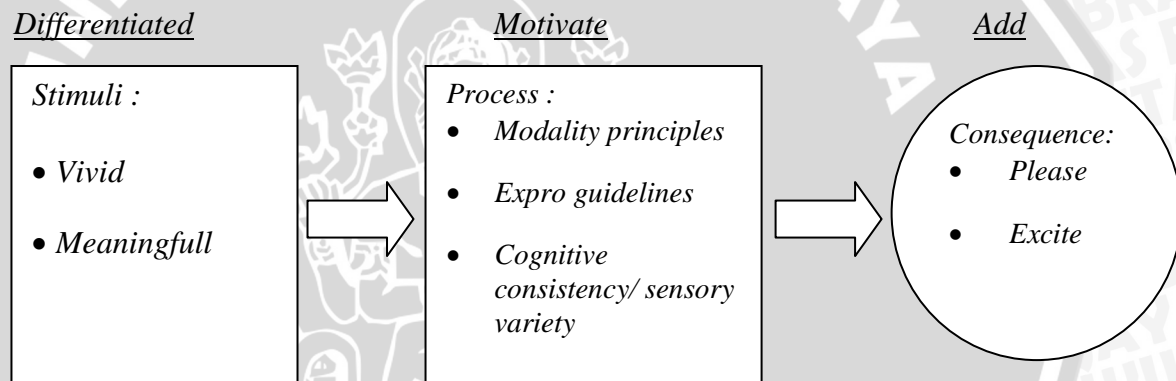 Differentiated
Motivate
Add
Stimuli :
• Vivid
• Meaningfull
Process :
• Modality principles
• Expro guidelines
• Cognitive
consistency/ sensory
variety
Consequence:
• Please
• Excite